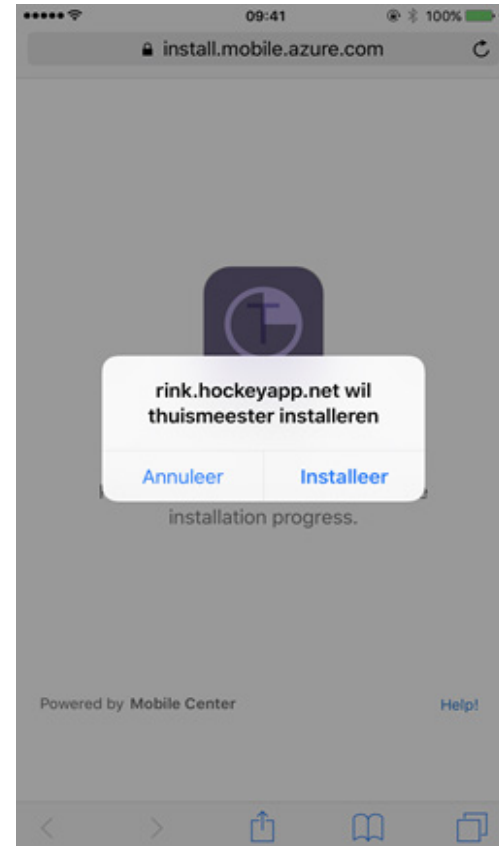 09:41
100%
install.mobile.azure.com
T
rink.hockeyapp.net wil
thuismeester installeren
Annuleer
Installeer
installation progress.
Powered by Mobile Center
Help!